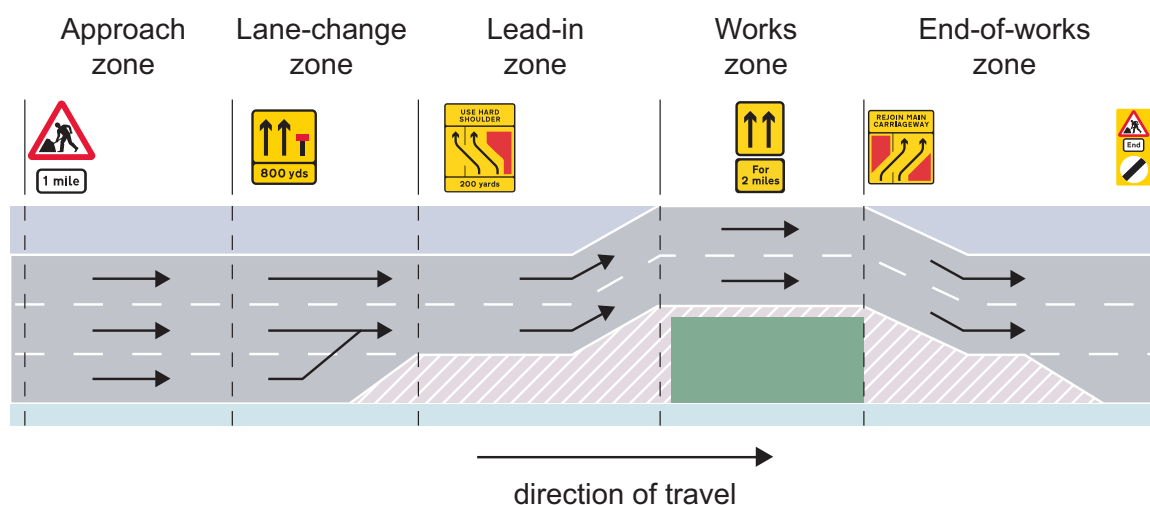 Approach
zone
Lane-change
zone
Lead-in
zone
Works
zone
End-of-works
zone
1 mile
800 yds
USE HARD
SHOULDER
200 yards
For
2 miles
REJOIN MAIN
CARRIAGEWAY
End
direction of travel